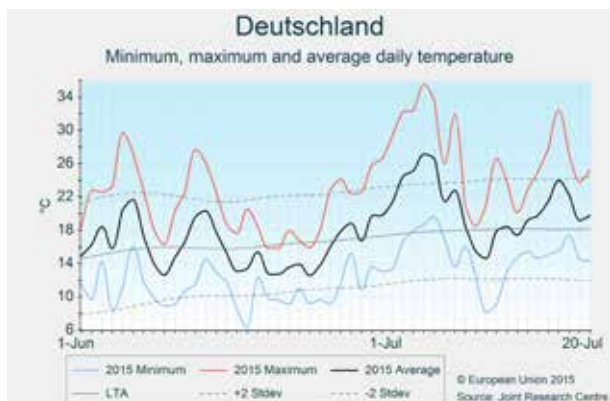 Deutschland
Minimum, maximum and average daily temperature
34
30
26
22
18
14
10
6
°C
1-Jun
1-Jul
20-Jul
2015 Minimum
2015 Maximum
2015 Average
LTA
+2 Stdev
-2 Stdev
© European Union 2015
Source: Joint Research Centre